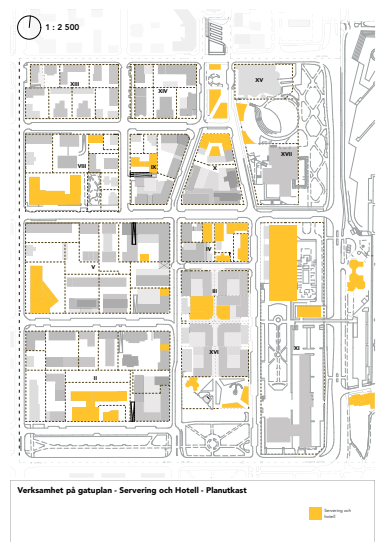 1 : 2 500
XIII
XIV
XV
VIII
IX
X
XVII
V
IV
III
XVI
XI
II
Verksamhet på gatuplan - Servering och Hotell - Planutkast
Servering och
hotell